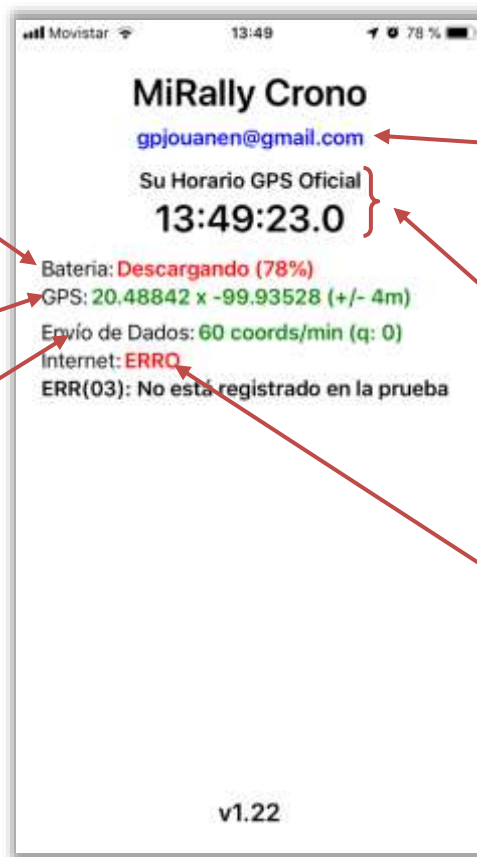 Movistar 13:49 78 %
MiRally Crono
gpjouanen@gmail.com
Su Horario GPS Oficial
13:49:23.0
Bateria: Descargando (78%)
GPS: 20.48842 x -99.93528 (+/- 4m)
Envío de Dados: 60 coords/min (q: 0)
Internet: ERRO
ERR(03): No está registrado en la prueba
v1.22